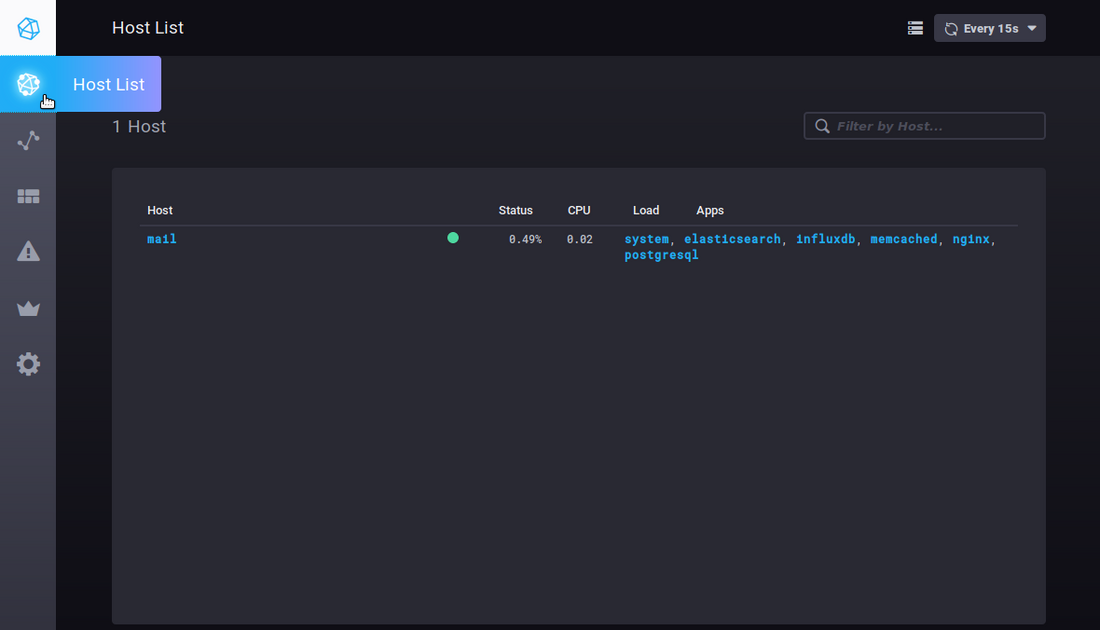 Host List
Every 15s
Host List
1 Host
Filter by Host...
Host Status CPU Load Apps
mail 0.49% 0.02 system, elasticsearch, influxdb, memcached, nginx,
postgresql